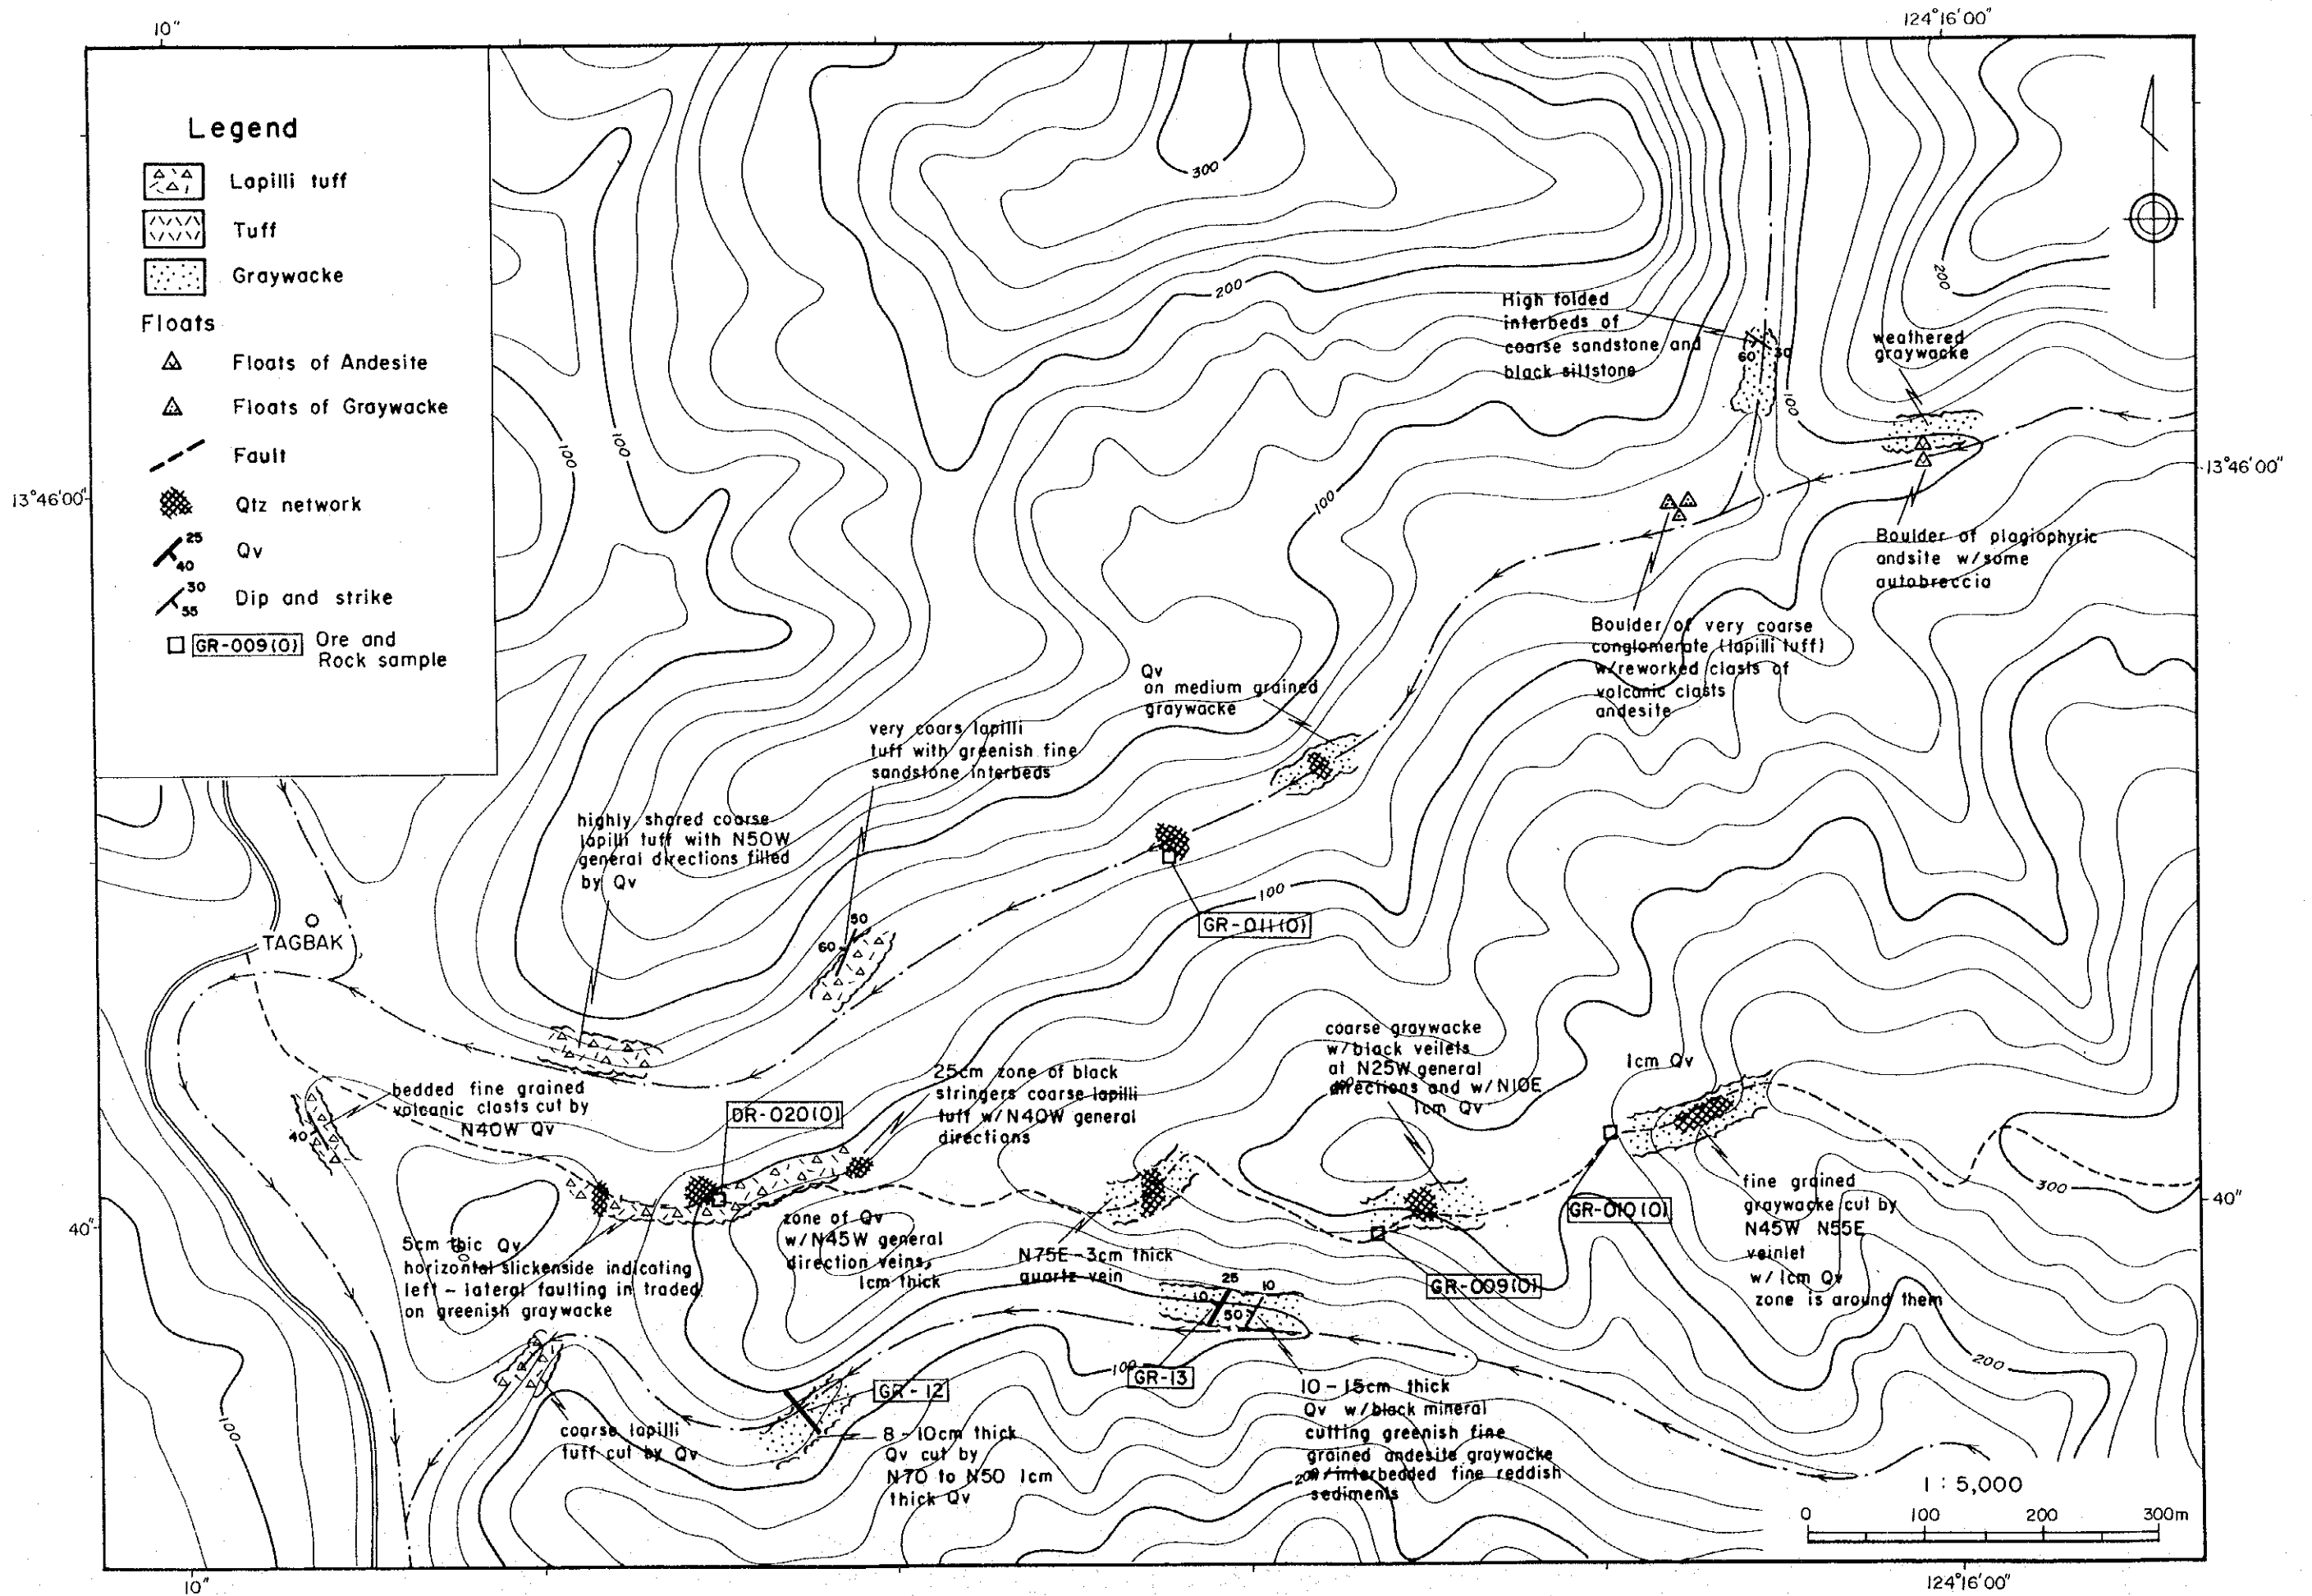 10"
124°16'00"
Legend
Lapilli tuff
Tuff
Graywacke
Floats
Floats of Andesite
Floats of Graywacke
Fault
Qtz network
25
40
Qv
30
55
Dip and strike
GR-009(0)
Ore and
Rock sample
13°46'00"
13°46'00"
300
200
200
100
100
100
100
High folded
interbeds of
coarse sandstone and
black siltstone
60
30
weathered
graywacke
Boulder of plagiophyric
andsite w/some
autobreccia
Boulder of very coarse
conglomerate (lapilli tuff)
w/reworked clasts of
volcanic clasts
andesite
Qv
on medium grained
graywacke
very coars lapilli
tuff with greenish fine
sandstone interbeds
highly shared coarse
lapilli tuff with N50W
general directions filled
by Qv
TAGBAK
50
60
100
GR-011(0)
coarse graywacke
w/black veilets
at N25W general
directions and w/N10E
1cm Qv
1cm Qv
25cm zone of black
stringers coarse lapilli
tuff w/N40W general
directions
bedded fine grained
volcanic clasts cut by
N40W Qv
40
DR-020(0)
fine grained
graywacke cut by
N45W N55E
veinlet
w/1cm Qv
zone is around them
300
GR-010(0)
40"
40"
zone of Qv
w/N45W general
direction veins,
1cm thick
N75E-3cm thick
quartz vein
5cm thic Qv
horizontal slickenside indicating
left-lateral faulting in traded
on greenish graywacke
GR-009(0)
25
10
10
50
200
100
GR-13
GR-12
10-15cm thick
Qv w/black mineral
cutting greenish fine
grained andesite graywacke
w/interbedded fine reddish
sediments
200
coarse lapilli
tuff cut by Qv
8-10cm thick
Qv cut by
N70 to N50 1cm
thick Qv
100
1:5,000
0 100 200 300m
10"
124°16'00"